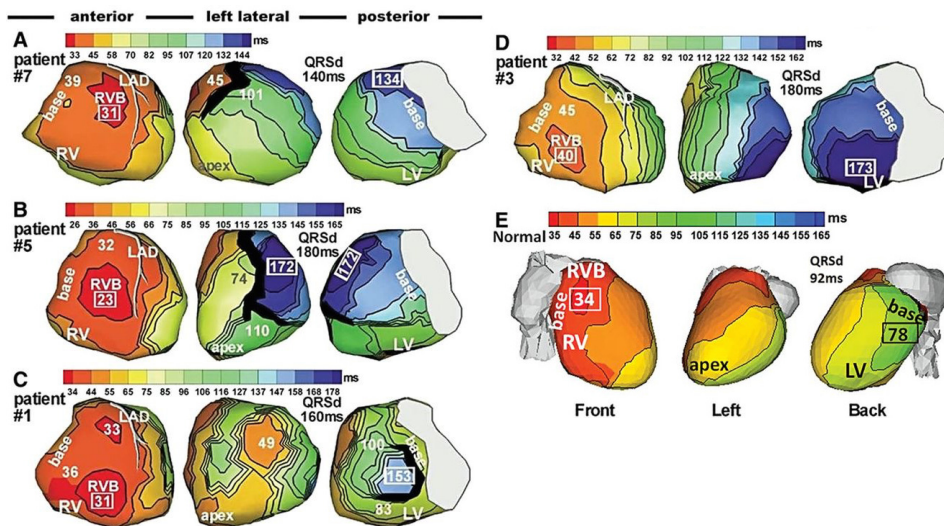 anterior left lateral posterior
A
33 45 58 70 82 95 107 120 132 144 ms
patient
#7
39
LAD
base
RVB
31
RV
45
101
apex
QRSd
140ms
134
base
LV
B
26 36 46 56 66 75 85 95 105 115 125 135 145 155 165 ms
patient
#5
32
LAD
base
RVB
23
RV
74
172
110
apex
QRSd
180ms
172
base
LV
C
34 44 55 65 75 85 96 106 116 127 137 147 158 168 178 ms
patient
#1
33
LAD
base
36
RVB
31
RV
49
apex
QRSd
160ms
100
base
153
83
LV
D
32 42 52 62 72 82 92 102 112 122 132 142 152 162 ms
patient
#3
45
LAD
base
RVB
40
RV
apex
QRSd
180ms
base
173
LV
E
Normal 35 45 55 65 75 85 95 105 115 125 135 145 155 165 ms
RVB
34
base
RV
apex
QRSd
92ms
base
78
LV
Front Left Back